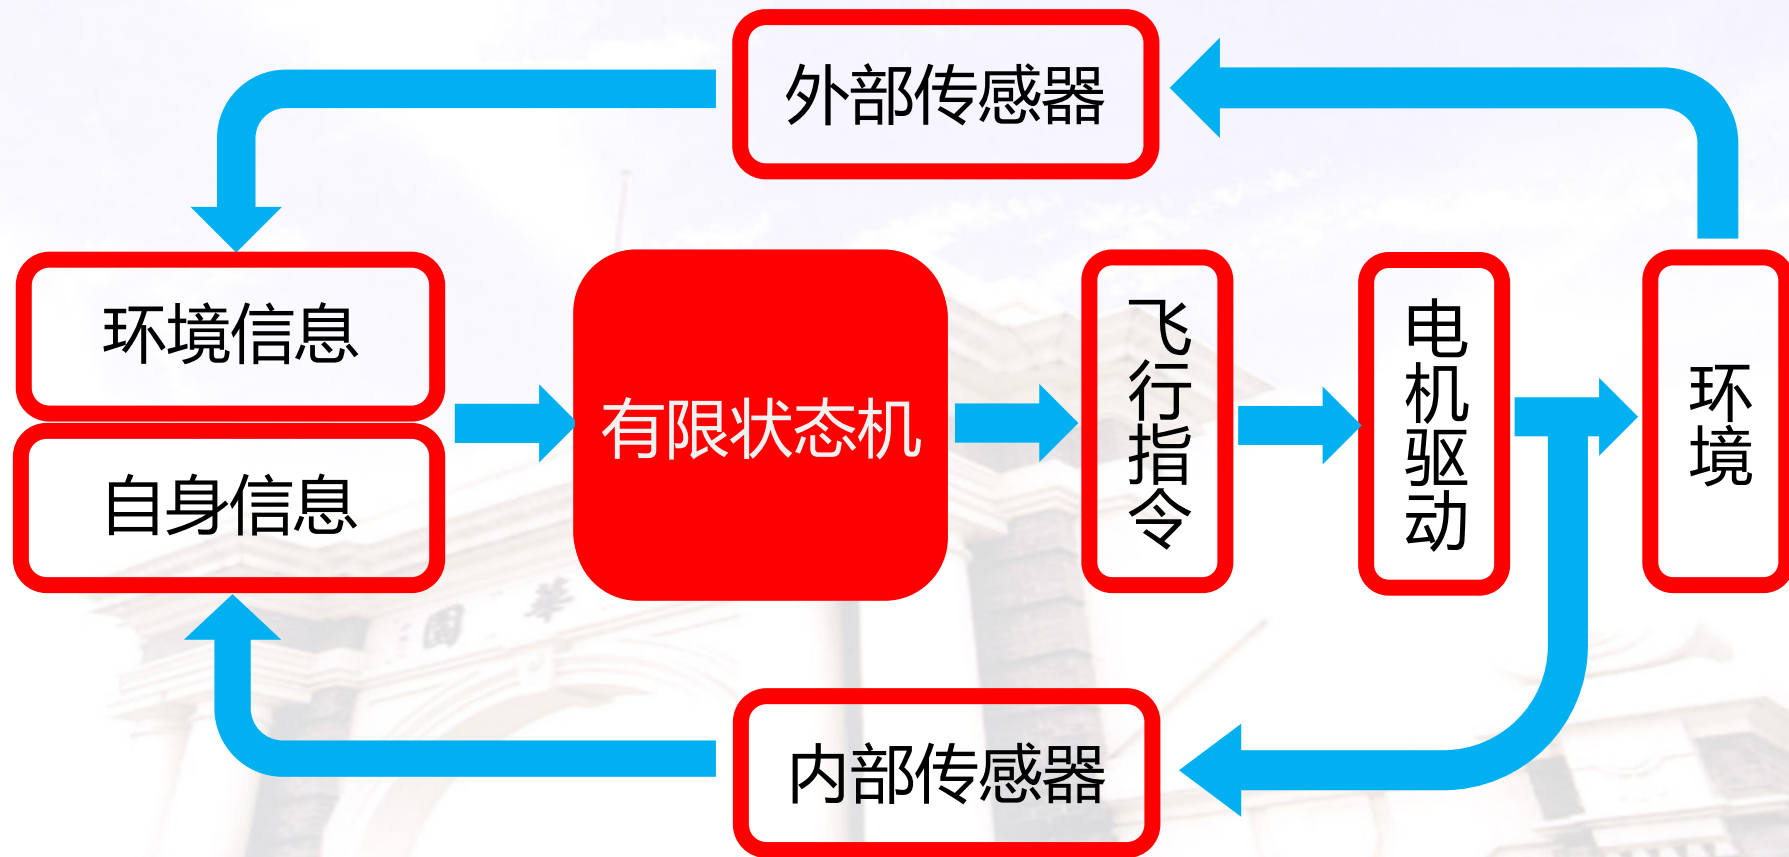 外部传感器
环境信息
自身信息
有限状态机
飞行指令
电机驱动
环境
内部传感器